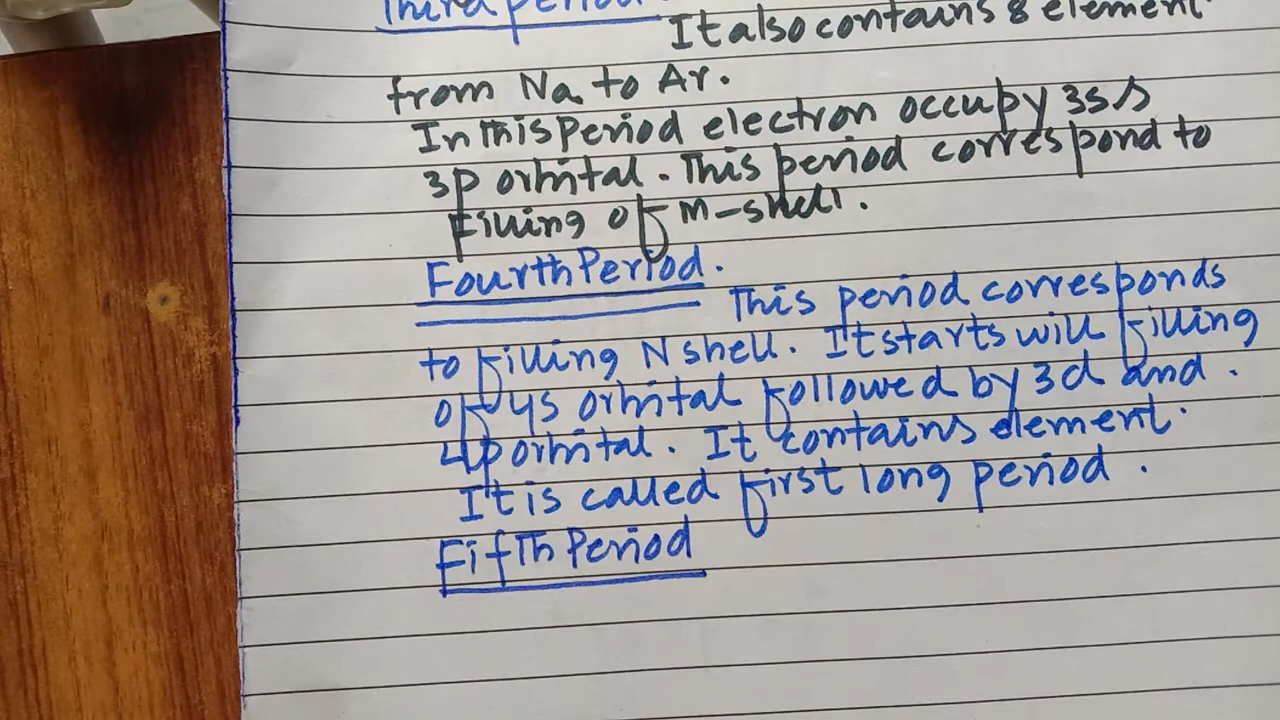 Third period.
It also contains 8 element
from Na to Ar.
In this period electron occupy 3s s
3p orbital. This period correspond to
filling of M-shell.
Fourth Period.
This period corresponds
to filling N shell. It starts will filling
of 4s orbital followed by 3d and.
4p orbital. It contains element.
It is called first long period.
Fifth Period